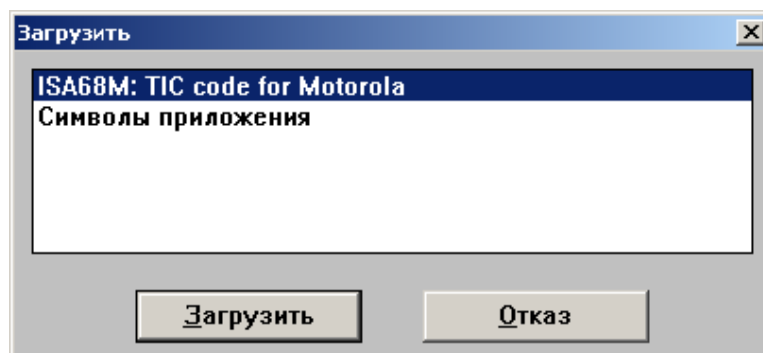 Загрузить
ISA68M: TIC code for Motorola
Символы приложения
Загрузить
Отказ